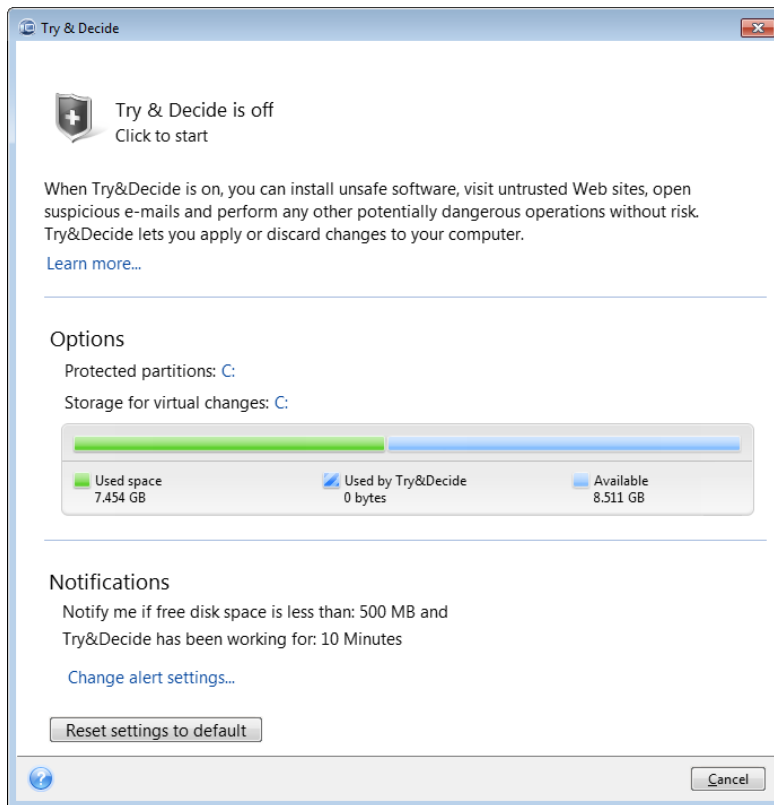 Try & Decide
Try & Decide is off
Click to start
When Try&Decide is on, you can install unsafe software, visit untrusted Web sites, open
suspicious e-mails and perform any other potentially dangerous operations without risk.
Try&Decide lets you apply or discard changes to your computer.
Learn more...
Options
Protected partitions: C:
Storage for virtual changes: C:
Used space Used by Try&Decide Available
7.454 GB 0 bytes 8.511 GB
Notifications
Notify me if free disk space is less than: 500 MB and
Try&Decide has been working for: 10 Minutes
Change alert settings...
Reset settings to default
Cancel